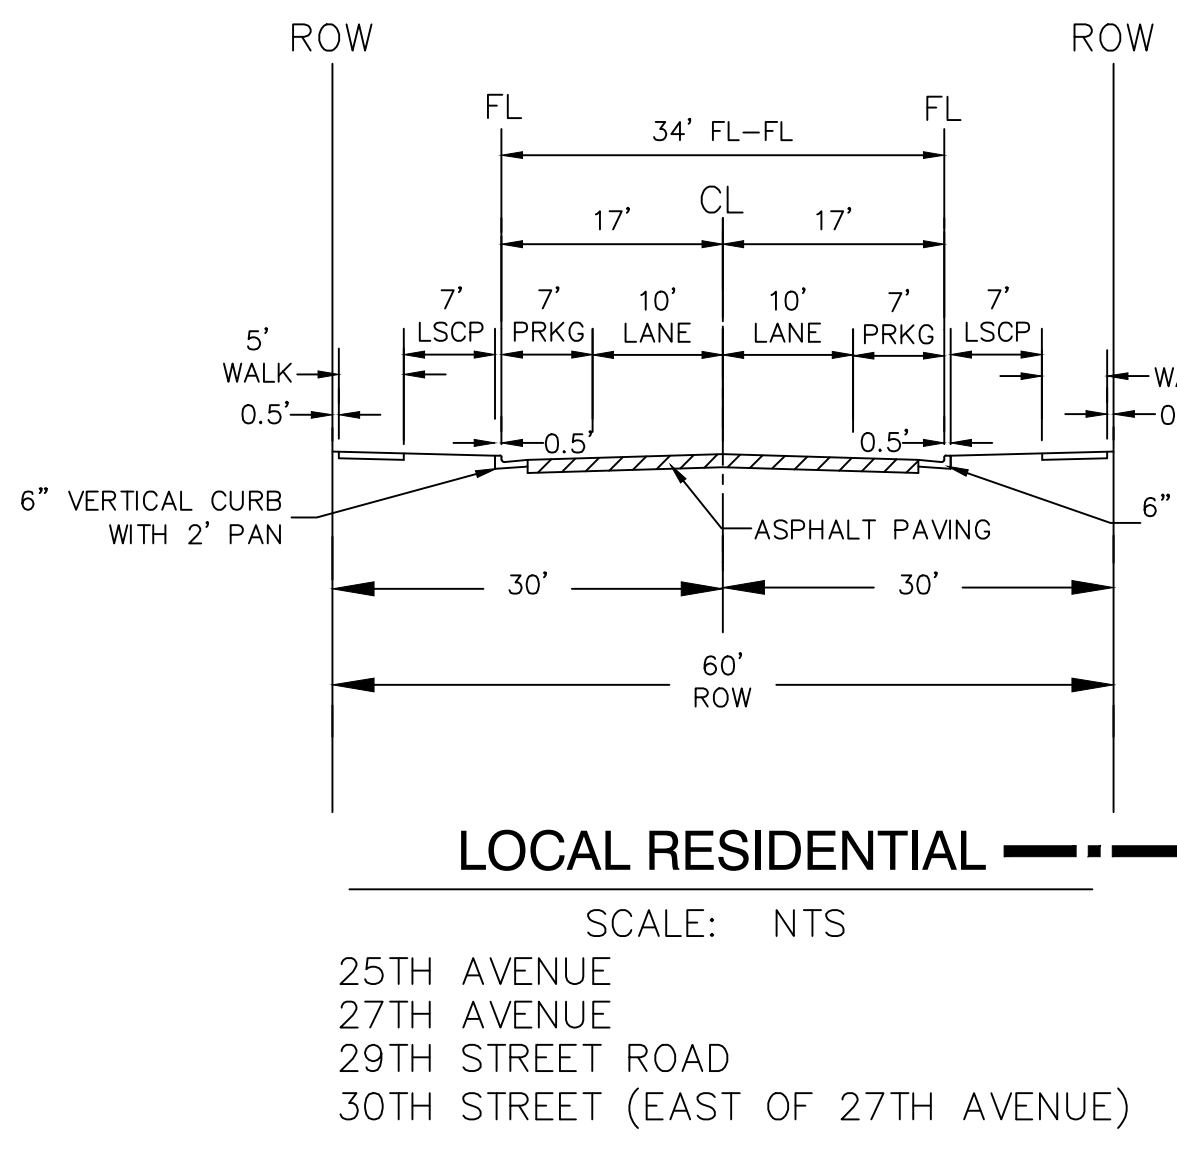 ROW ROW
FL FL
34' FL-FL
CL
17' 17'
7' 7' 10' 10' 7' 7'
LSCP PRKG LANE LANE PRKG LSCP
5'
WALK
0.5'
0.5' 0.5'
6" VERTICAL CURB
WITH 2' PAN
6"
ASPHALT PAVING
30' 30'
60'
ROW
LOCAL RESIDENTIAL
SCALE: NTS
25TH AVENUE
27TH AVENUE
29TH STREET ROAD
30TH STREET (EAST OF 27TH AVENUE)